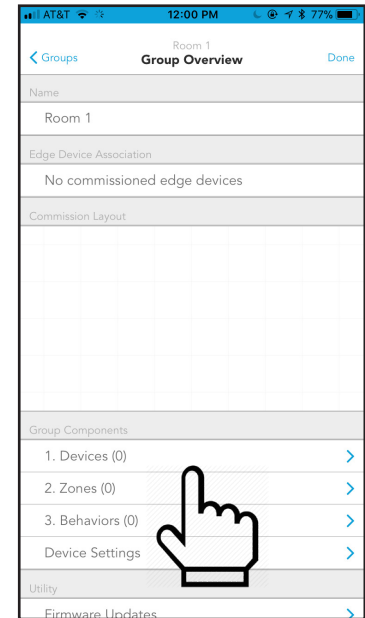 AT&T 12:00 PM 77%
Room 1
Groups Group Overview Done
Name
Room 1
Edge Device Association
No commissioned edge devices
Commission Layout
Group Components
1. Devices (0)
2. Zones (0)
3. Behaviors (0)
Device Settings
Utility
Firmware Updates